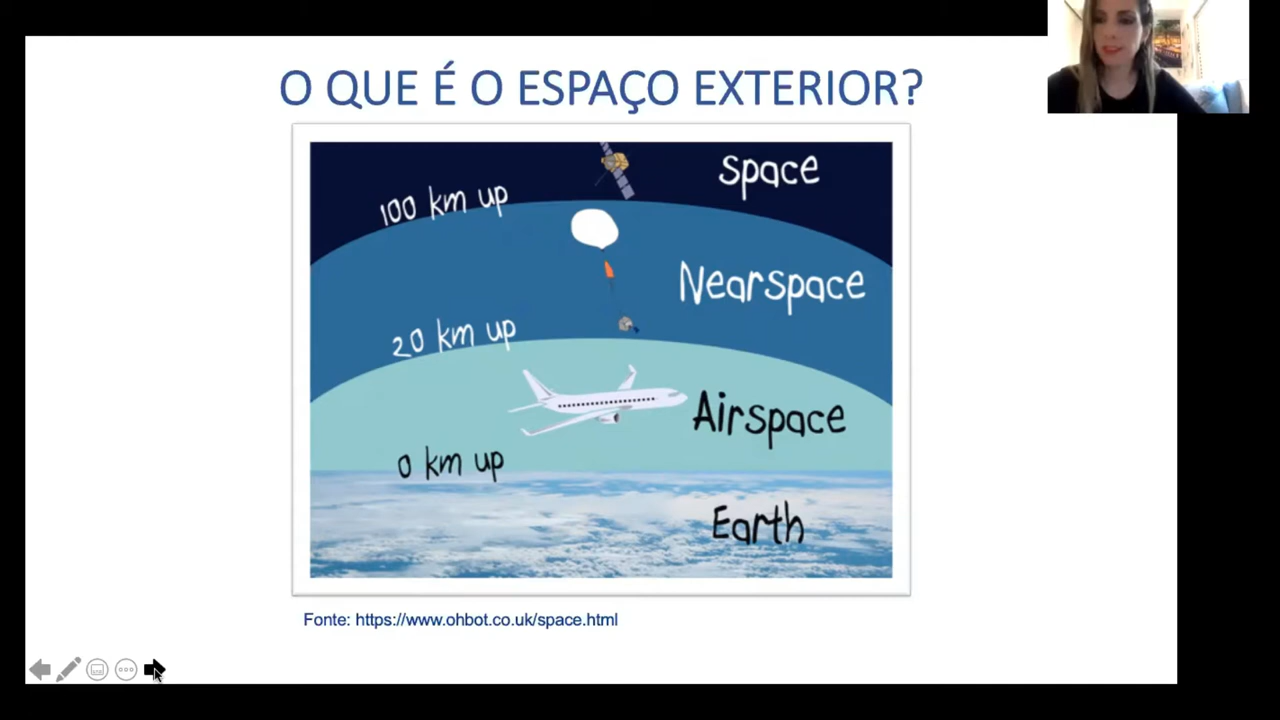 O QUE É O ESPAÇO EXTERIOR?
space
100 km up
Nearspace
20 km up
Airspace
0 km up
Earth
Fonte: https://www.ohbot.co.uk/space.html